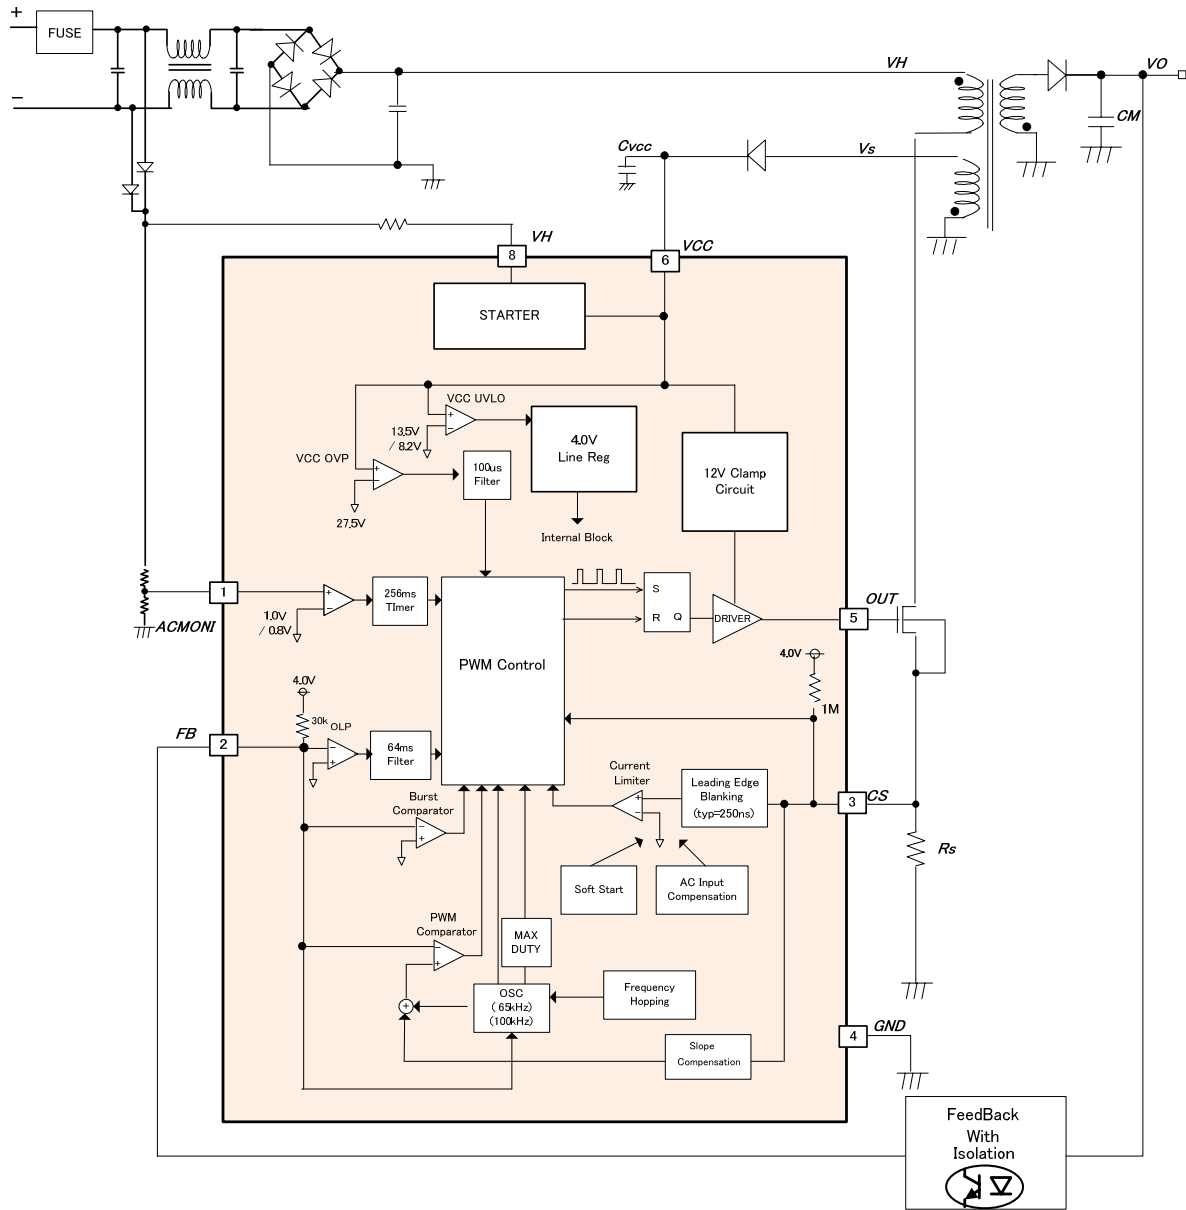 +
FUSE
−
VH
VO
CM
Cvcc
Vs
VH
VCC
8
6
STARTER
VCC UVLO
+
−
13.5V
/ 8.2V
4.0V
Line Reg
VCC OVP
+
−
100us
Filter
12V Clamp
Circuit
27.5V
Internal Block
1
+
−
256ms
TImer
1.0V
/ 0.8V
ACMONI
S
R Q
DRIVER
OUT
5
PWM Control
4.0V
1M
4.0V
30k
OLP
FB
2
−
+
64ms
Filter
Current
Limiter
+
−
Leading Edge
Blanking
(typ=250ns)
3
CS
Burst
Comparator
−
+
Rs
Soft Start
AC Input
Compensation
PWM
Comparator
−
+
MAX
DUTY
OSC
( 65kHz)
(100kHz)
+
Frequency
Hopping
4
GND
Slope
Compensation
FeedBack
With
Isolation